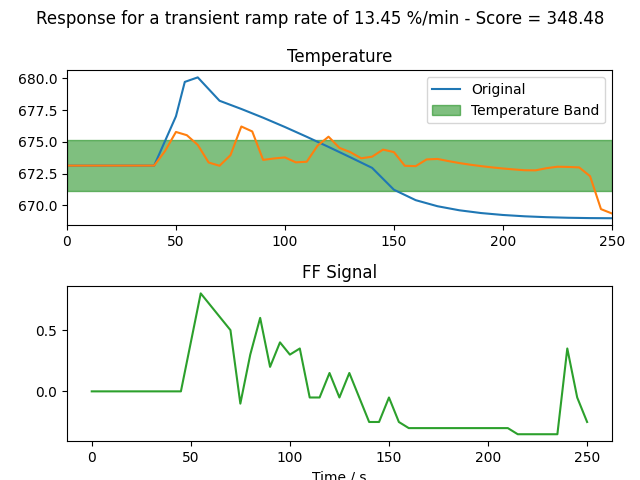 Response for a transient ramp rate of 13.45 %/min - Score = 348.48
Temperature
680.0
677.5
675.0
672.5
670.0
Original
Temperature Band
0 50 100 150 200 250
FF Signal
0.5
0.0
0 50 100 150 200 250
Time / s